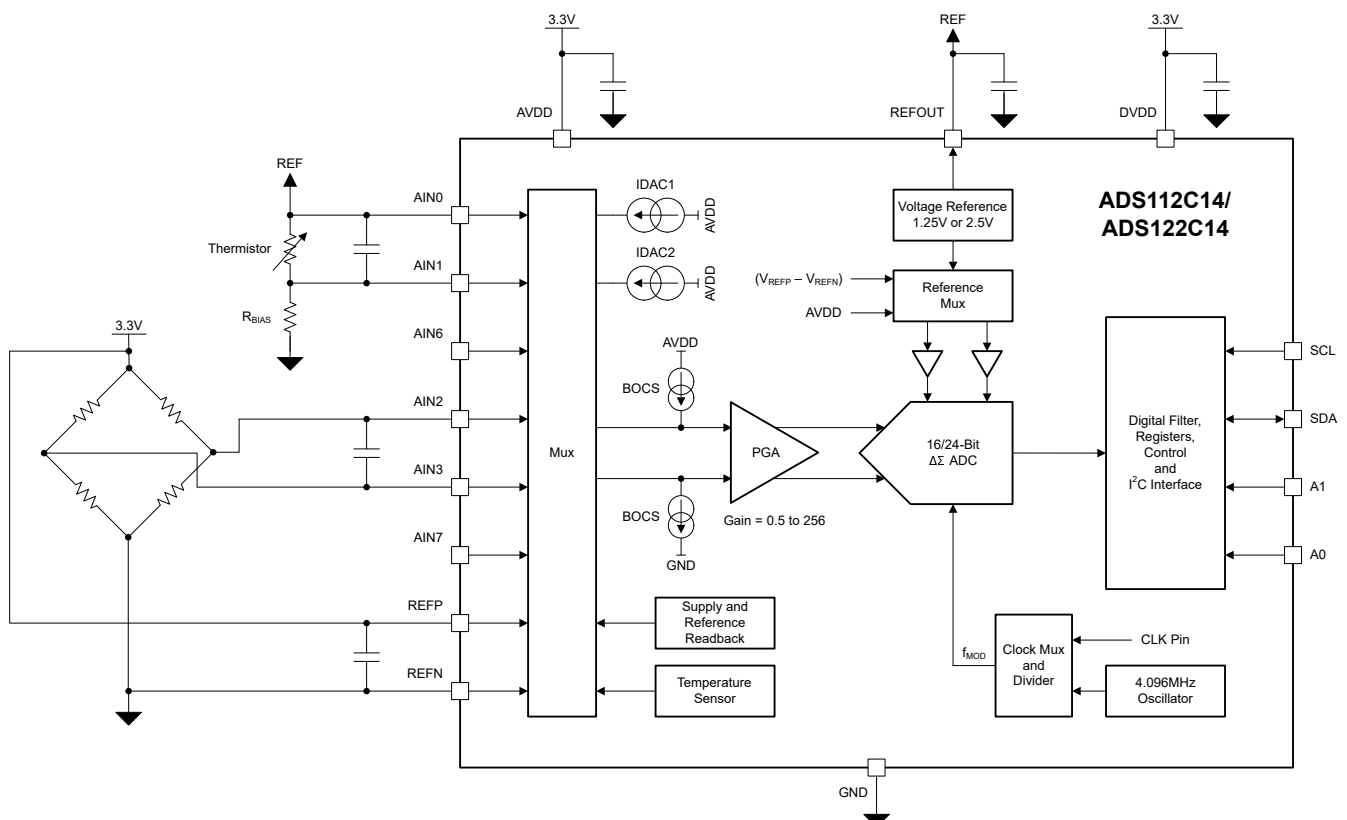 3.3V
REF
3.3V
AVDD
REFOUT
DVDD
REF
AIN0
IDAC1
AVDD
Voltage Reference
1.25V or 2.5V
ADS112C14/
ADS122C14
Thermistor
AIN1
IDAC2
AVDD
(VREFP – VREFN)
Reference
Mux
AVDD
RBIAS
3.3V
AIN6
AVDD
BOCS
SCL
AIN2
Mux
PGA
16/24-Bit
ΔΣ ADC
Digital Filter,
Registers,
Control
and
I2C Interface
SDA
AIN3
BOCS
Gain = 0.5 to 256
A1
AIN7
GND
A0
REFP
Supply and
Reference
Readback
fMOD
Clock Mux
and
Divider
CLK Pin
REFN
Temperature
Sensor
4.096MHz
Oscillator
GND